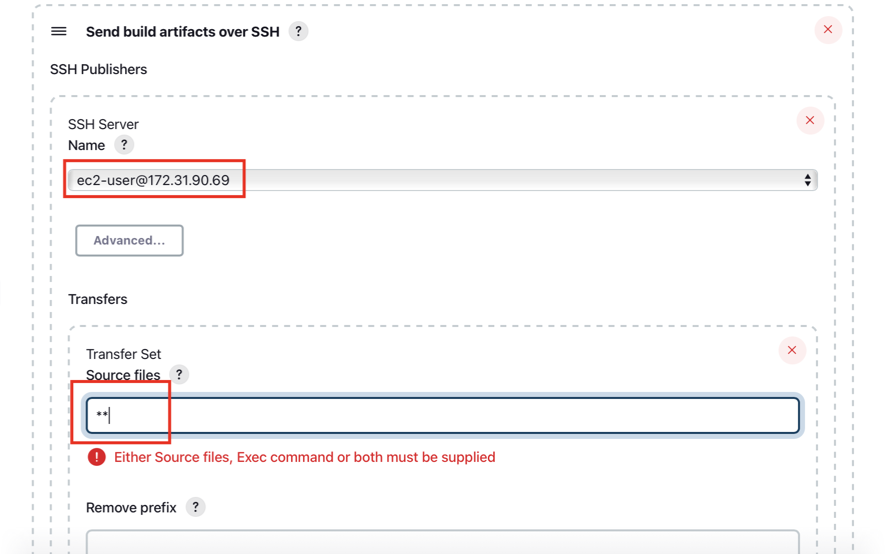 Send build artifacts over SSH ?
SSH Publishers
SSH Server
Name ?
ec2-user@172.31.90.69
Advanced...
Transfers
Transfer Set
Source files ?
**
Either Source files, Exec command or both must be supplied
Remove prefix ?